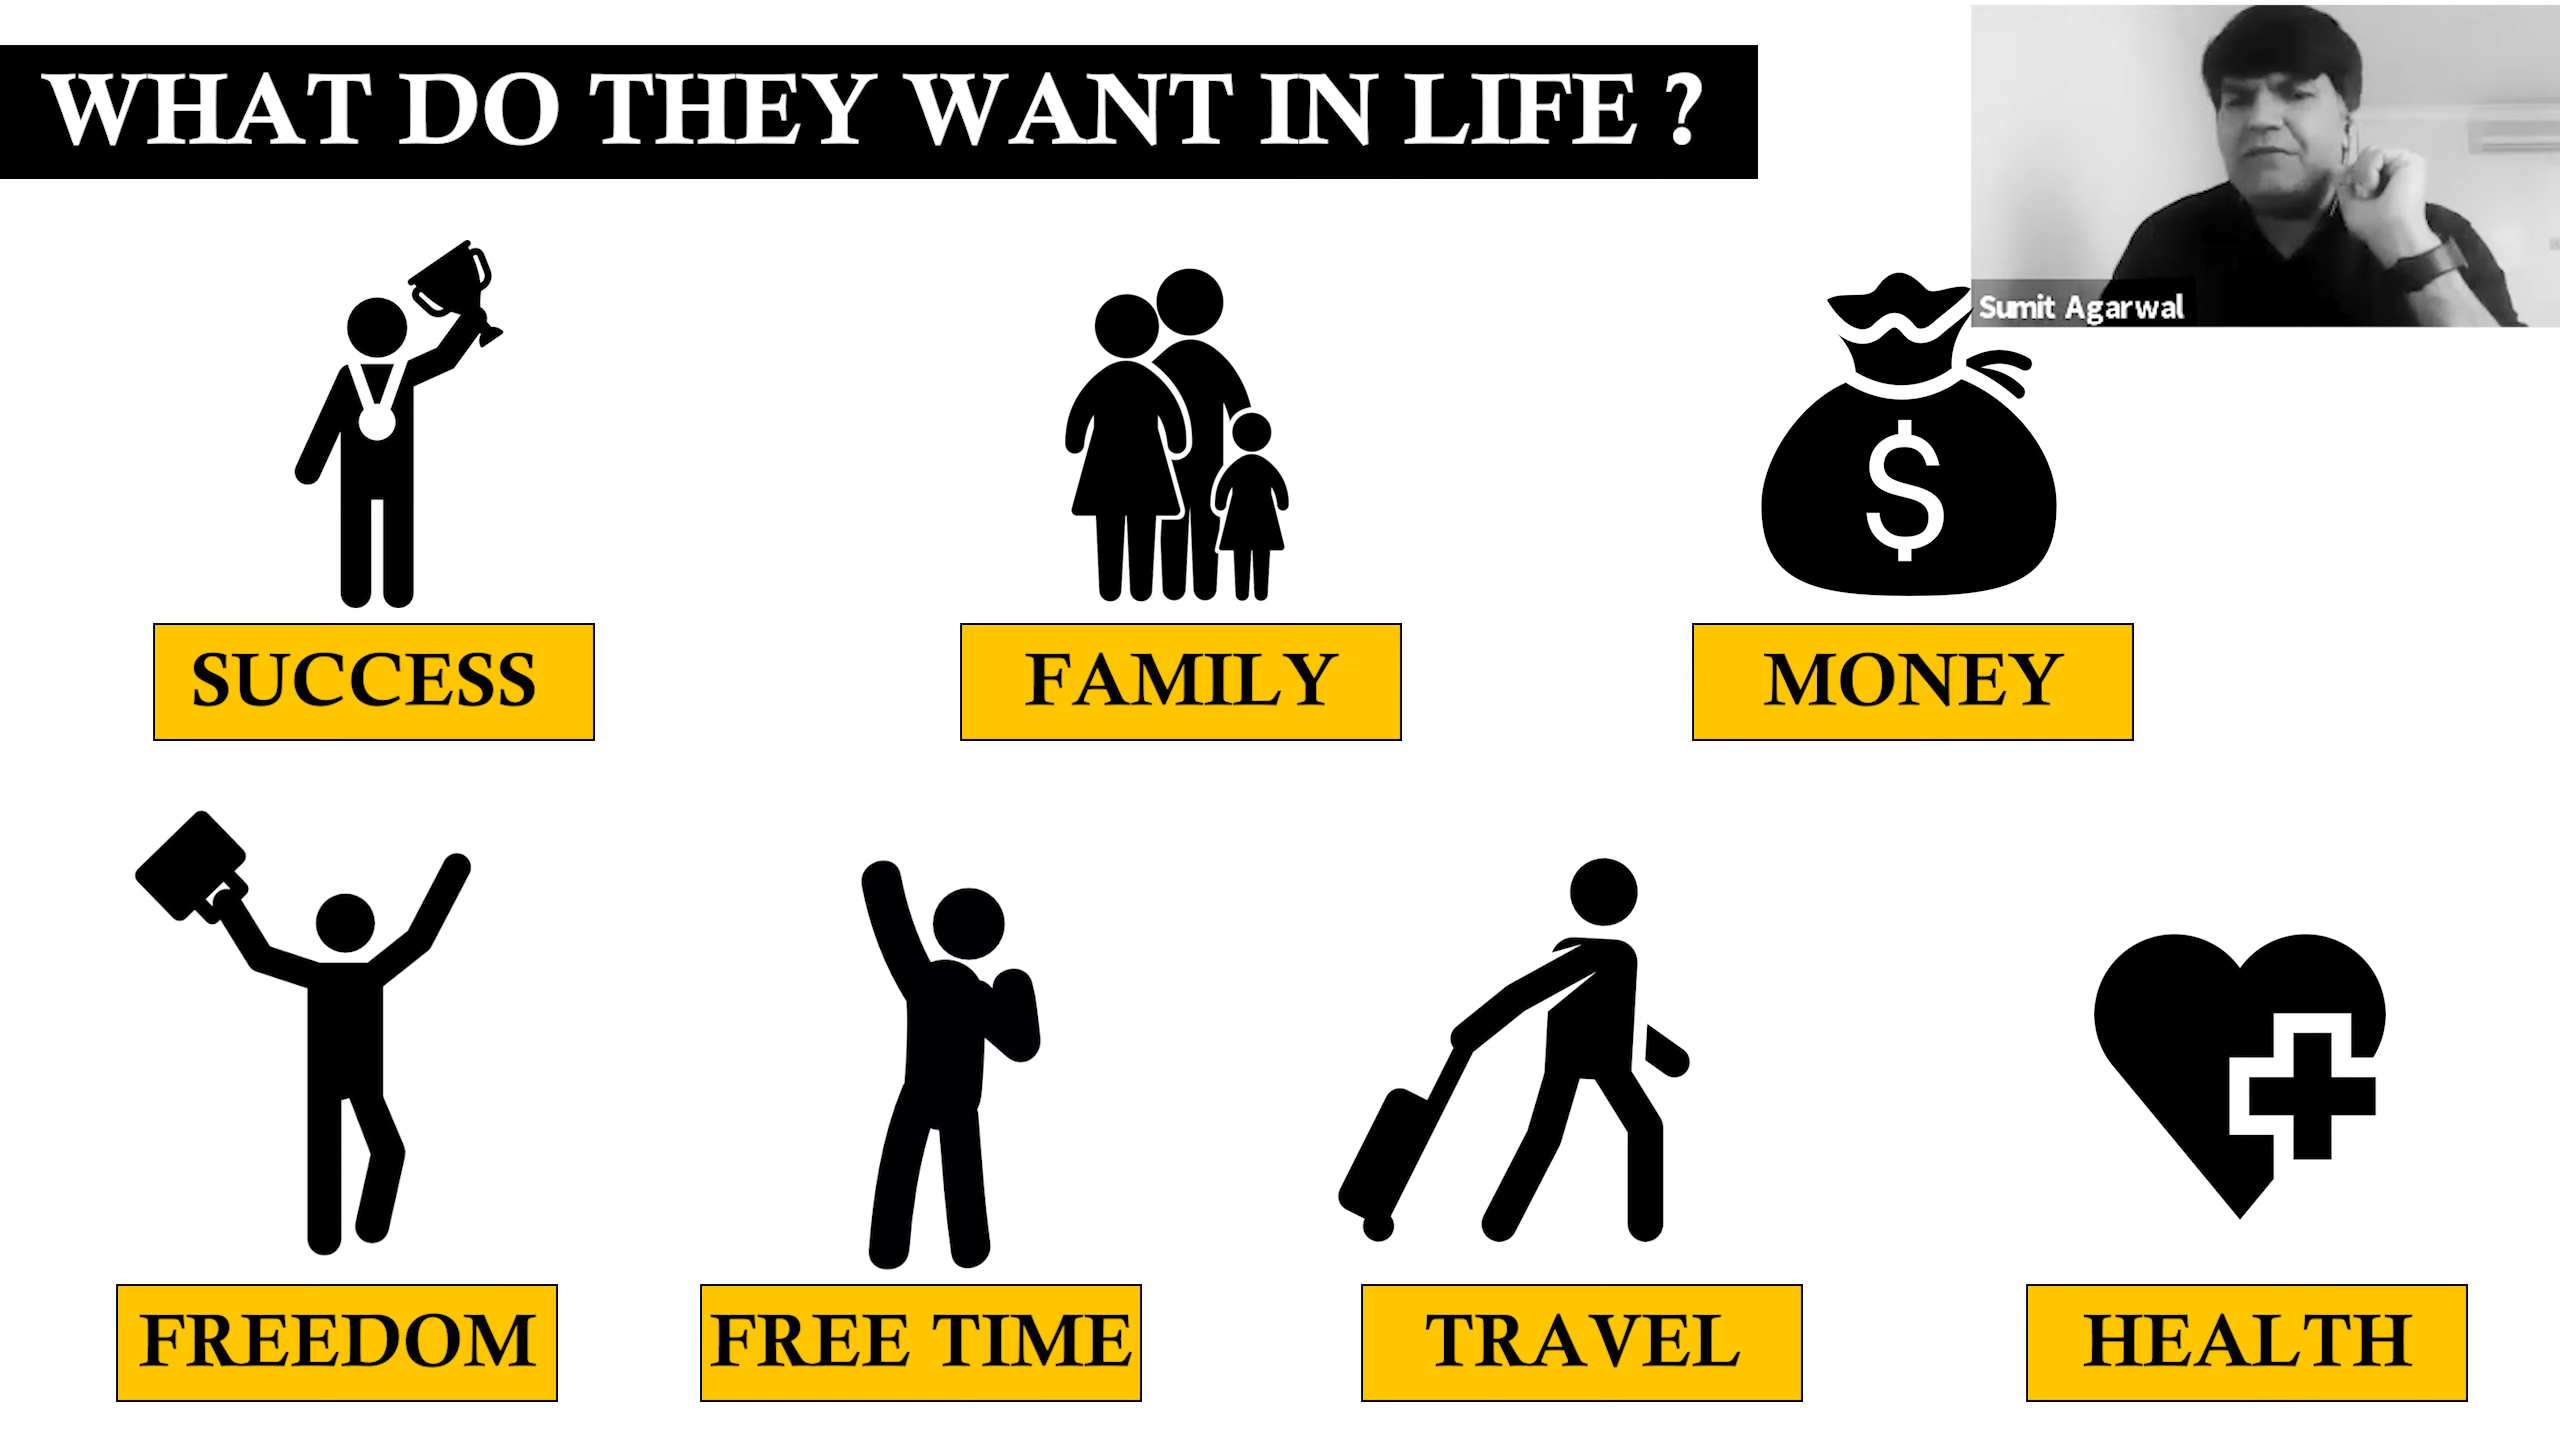 WHAT DO THEY WANT IN LIFE ?
Sumit Agarwal
$
SUCCESS
FAMILY
MONEY
FREEDOM
FREE TIME
TRAVEL
HEALTH